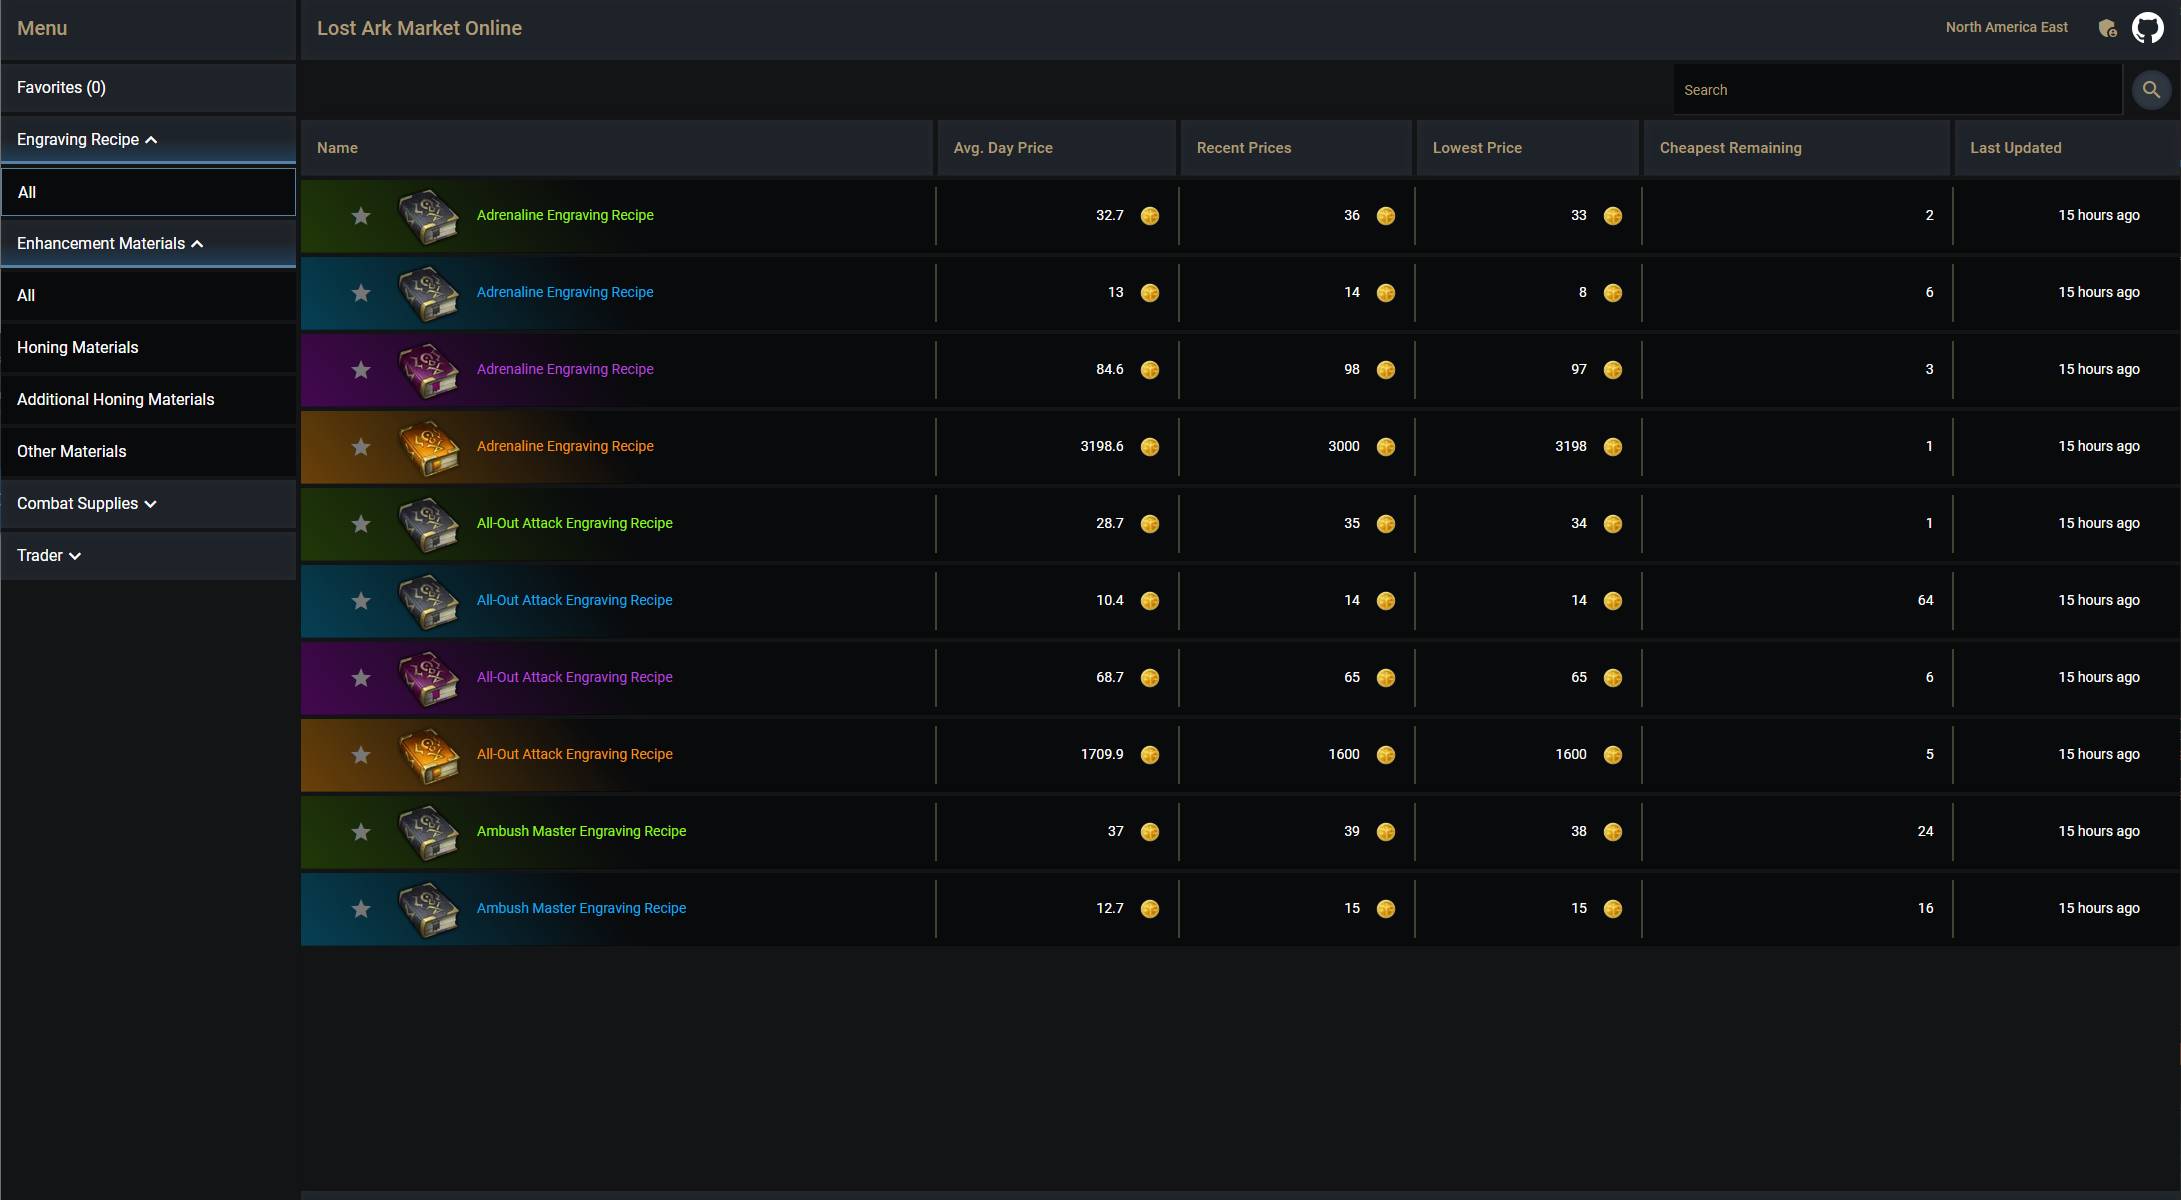 Menu
Lost Ark Market Online
North America East
Favorites (0)
Search
Engraving Recipe
All
Enhancement Materials
All
Honing Materials
Additional Honing Materials
Other Materials
Combat Supplies
Trader
Name Avg. Day Price Recent Prices Lowest Price Cheapest Remaining Last Updated
Adrenaline Engraving Recipe 32.7 36 33 2 15 hours ago
Adrenaline Engraving Recipe 13 14 8 6 15 hours ago
Adrenaline Engraving Recipe 84.6 98 97 3 15 hours ago
Adrenaline Engraving Recipe 3198.6 3000 3198 1 15 hours ago
All-Out Attack Engraving Recipe 28.7 35 34 1 15 hours ago
All-Out Attack Engraving Recipe 10.4 14 14 64 15 hours ago
All-Out Attack Engraving Recipe 68.7 65 65 6 15 hours ago
All-Out Attack Engraving Recipe 1709.9 1600 1600 5 15 hours ago
Ambush Master Engraving Recipe 37 39 38 24 15 hours ago
Ambush Master Engraving Recipe 12.7 15 15 16 15 hours ago